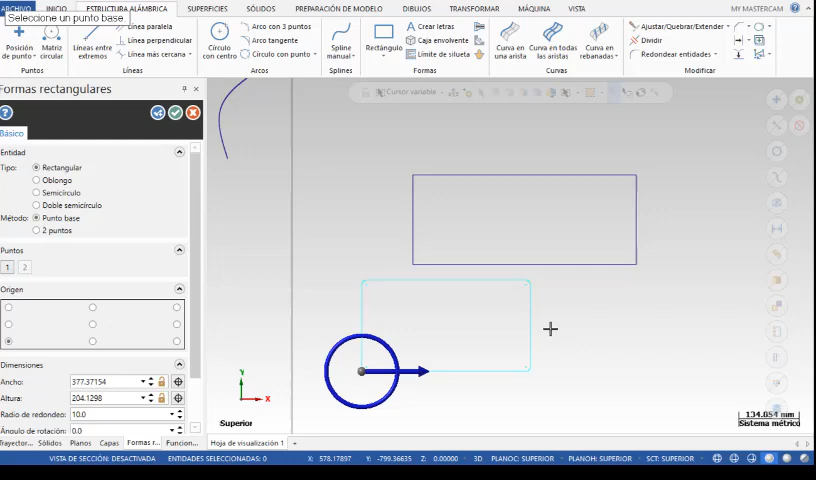 ARCHIVO INICIO ESTRUCTURA ALÁMBRICA SUPERFICIES SÓLIDOS PREPARACIÓN DE MODELO DIBUJOS TRANSFORMAR MÁQUINA VISTA MY MASTERCAM
Seleccione un punto base
Línea paralela
Línea perpendicular
Línea más cercana
Posición de punto
Matriz circular
Líneas entre extremos
Puntos
Líneas
Círculo con centro
Arco con 3 puntos
Arco tangente
Círculo con punto
Arcos
Spline manual
Splines
Rectángulo
Crear letras
Caja envolvente
Límite de silueta
Formas
Curva en una arista
Curva en todas las aristas
Curva en rebanadas
Curvas
Ajustar/Quebrar/Extender
Dividir
Redondear entidades
Modificar
Formas rectangulares
Cursor variable
Básico
Entidad
Tipo: Rectangular
Oblongo
Semicírculo
Doble semicírculo
Método: Punto base
2 puntos
Puntos
1 2
Origen
Dimensiones
Ancho: 377.37154
Altura: 204.1298
Radio de redondeo: 10.0
Ángulo de rotación: 0.0
Y
X
Superior
134.854 mm
Sistema métrico
Trayector... Sólidos Planos Capas Formas r... Funcion...
Hoja de visualización 1 +
VISTA DE SECCIÓN: DESACTIVADA ENTIDADES SELECCIONADAS: 0 X: 578.17897 Y: -799.36635 Z: 0.00000 3D PLANOC: SUPERIOR PLANOH: SUPERIOR SCT: SUPERIOR